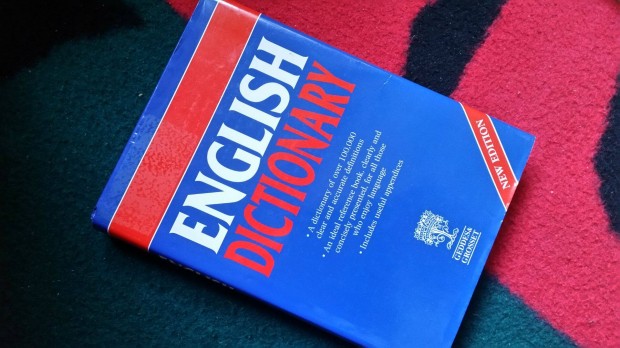 ENGLISH
DICTIONARY
• A dictionary of over 100,000
clear and accurate definitions
• An ideal reference book, clearly and
concisely presented, for all those
who enjoy language
• Includes useful appendices
NEW EDITION
GEDDES &
GROSSET